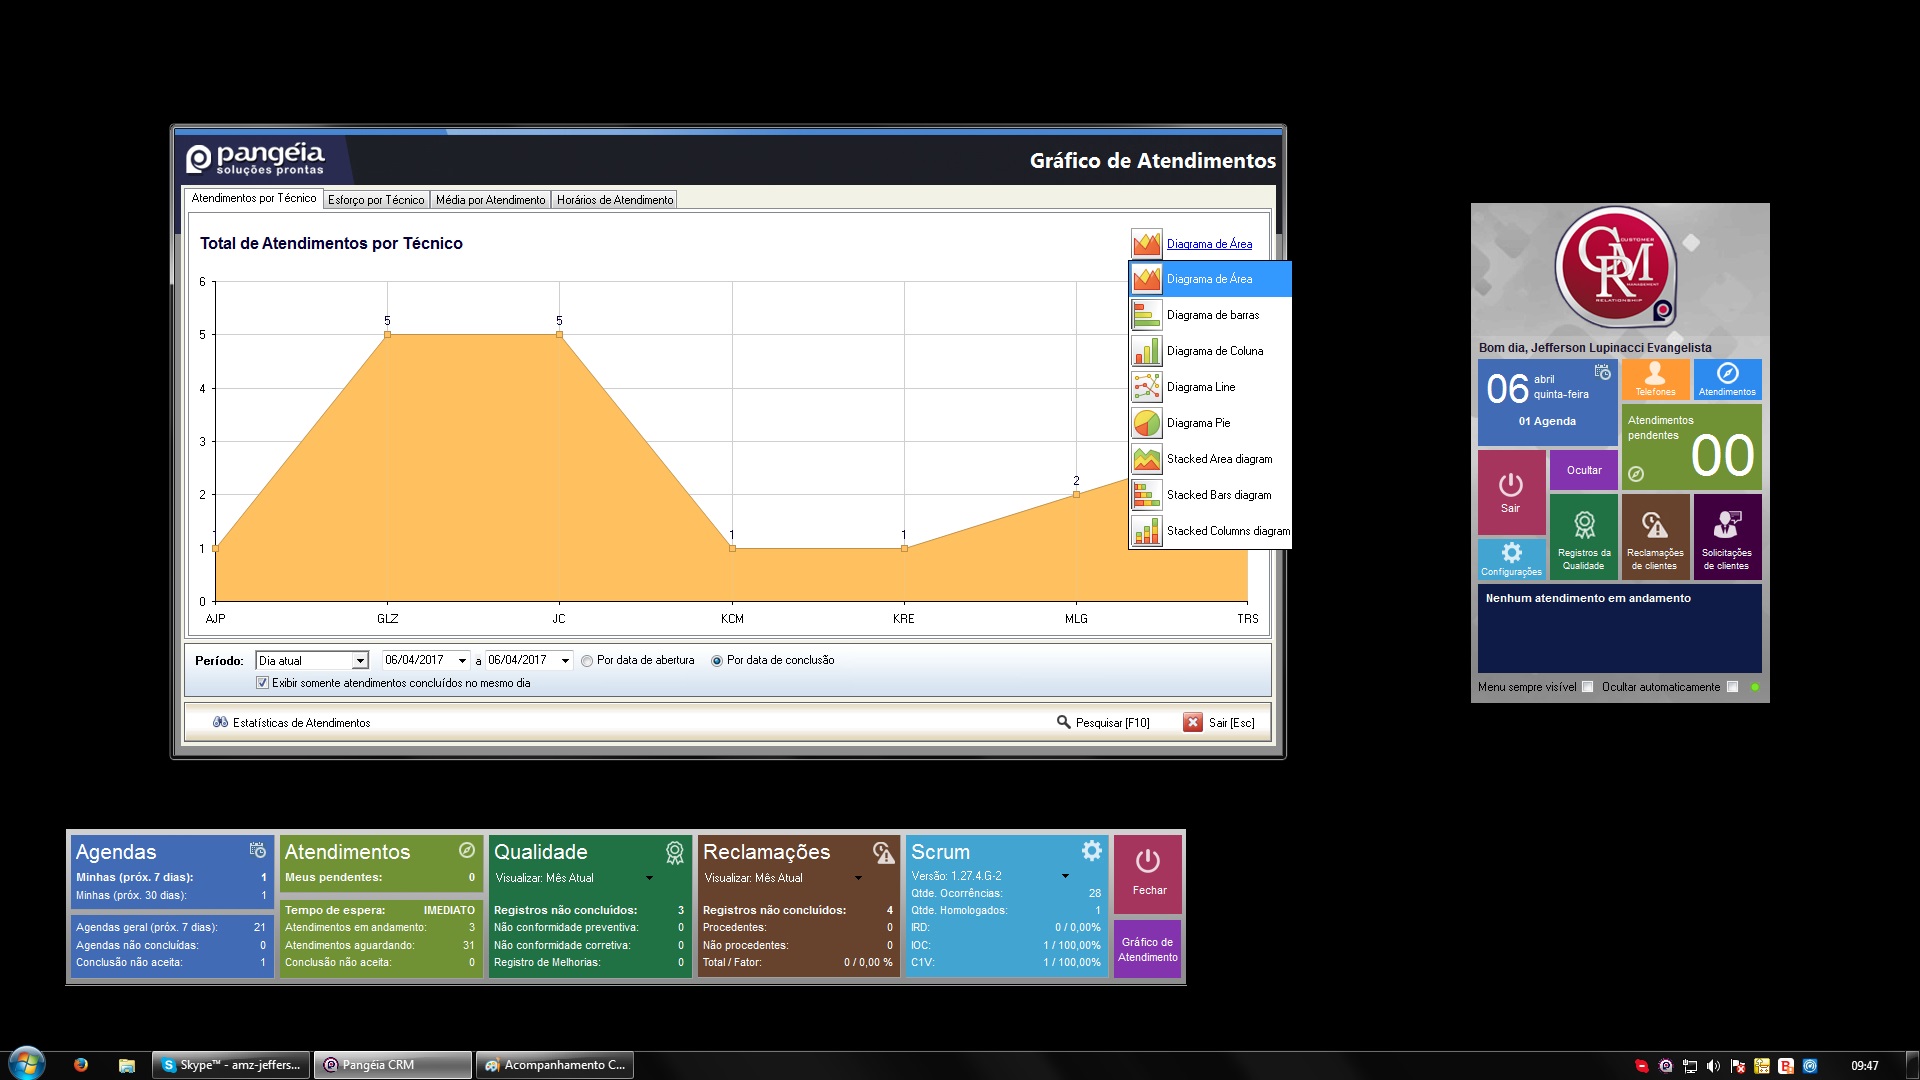 pangéia
soluções prontas
Gráfico de Atendimentos
Atendimentos por Técnico
Esforço por Técnico
Média por Atendimento
Horários de Atendimento
Total de Atendimentos por Técnico
Diagrama de Área
Diagrama de Área
Diagrama de barras
Diagrama de Coluna
Diagrama Line
Diagrama Pie
Stacked Area diagram
Stacked Bars diagram
Stacked Columns diagram
6
5
4
3
2
1
0
1
5
5
1
1
2
AJP
GLZ
JC
KCM
KRE
MLG
TRS
Período: Dia atual 06/04/2017 a 06/04/2017 Por data de abertura Por data de conclusão
Exibir somente atendimentos concluídos no mesmo dia
Estatísticas de Atendimentos
Pesquisar [F10]
Sair [Esc]
CRM
CUSTOMER
MANAGEMENT
RELATIONSHIP
Bom dia, Jefferson Lupinacci Evangelista
06 abril
quinta-feira
01 Agenda
Telefones
Atendimentos
Atendimentos
pendentes
00
Sair
Ocultar
Configurações
Registros da
Qualidade
Reclamações
de clientes
Solicitações
de clientes
Nenhum atendimento em andamento
Menu sempre visível
Ocultar automaticamente
Agendas
Minhas (próx. 7 dias): 1
Minhas (próx. 30 dias): 1
Agendas geral (próx. 7 dias): 21
Agendas não concluídas: 0
Conclusão não aceita: 1
Atendimentos
Meus pendentes: 0
Tempo de espera: IMEDIATO
Atendimentos em andamento: 3
Atendimentos aguardando: 31
Conclusão não aceita: 0
Qualidade
Visualizar: Mês Atual
Registros não concluídos: 3
Não conformidade preventiva: 0
Não conformidade corretiva: 0
Registro de Melhorias: 0
Reclamações
Visualizar: Mês Atual
Registros não concluídos: 4
Procedentes: 0
Não procedentes: 0
Total / Fator: 0 / 0,00 %
Scrum
Versão: 1.27.4.G-2
Qtde. Ocorrências: 28
Qtde. Homologados: 1
IRD: 0 / 0,00%
IOC: 1 / 100,00%
C1V: 1 / 100,00%
Fechar
Gráfico de
Atendimento
Skype™ - amz-jeffers...
Pangéia CRM
Acompanhamento C...
09:47